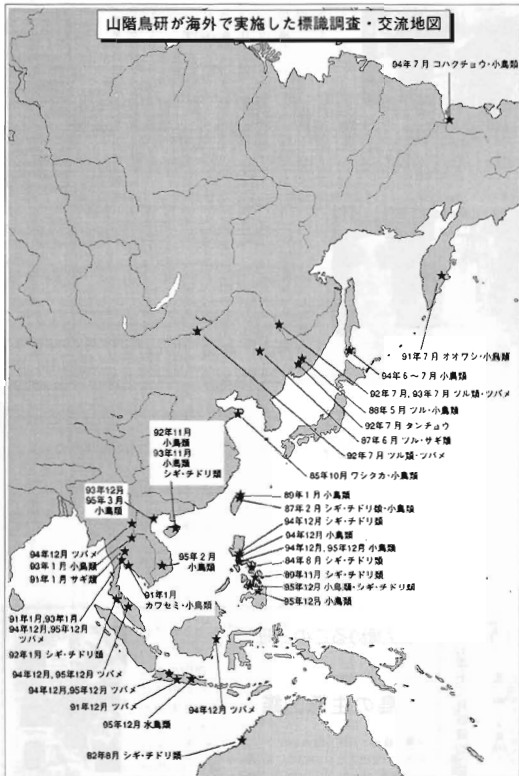 山階鳥研が海外で実施した標識調査・交流地図
94年7月 コハクチョウ・小鳥類
91年7月 オオワシ・小鳥類
94年6〜7月 小鳥類
92年7月, 93年7月 ツル類・ツバメ
88年5月 ツル・小鳥類
92年7月 タンチョウ
87年6月 ツル・サギ類
92年7月 ツル類・ツバメ
85年10月 ワシタカ・小鳥類
92年11月
小鳥類
93年11月
小鳥類
シギ・チドリ類
93年12月
95年3月
小鳥類
89年1月 小鳥類
87年2月 シギ・チドリ類・小鳥類
94年12月 シギ・チドリ類
94年12月 小鳥類
94年12月, 95年12月 小鳥類
84年8月 シギ・チドリ類
89年11月 シギ・チドリ類
95年12月 小鳥類・シギ・チドリ類
95年12月 小鳥類
94年12月 ツバメ
93年1月 小鳥類
91年1月 サギ類
95年2月
小鳥類
91年1月
カワセミ・小鳥類
91年1月, 93年1月
94年12月, 95年12月
ツバメ
92年1月 シギ・チドリ類
94年12月, 95年12月 ツバメ
94年12月, 95年12月 ツバメ
91年12月 ツバメ
95年12月 水鳥類
94年12月 ツバメ
82年8月 シギ・チドリ類